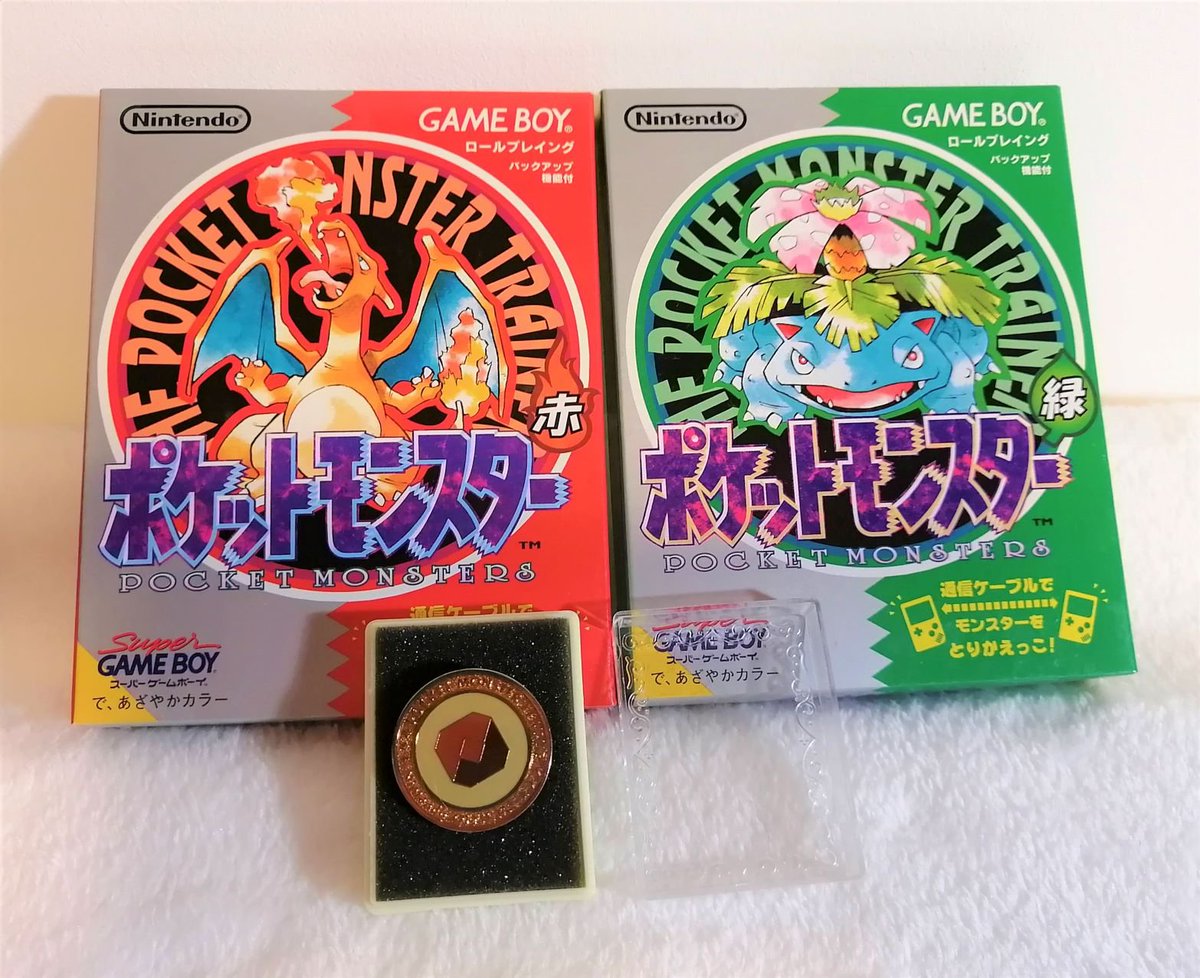 Nintendo®
GAME BOY®
ロールプレイング
バックアップ
機能付
THE POCKET MONSTER TRAINER
赤
ポケットモンスター
TM
POCKET MONSTERS
通信ケーブルで
Super
GAME BOY
スーパーゲームボーイ
で、あざやかカラー
Nintendo®
GAME BOY®
ロールプレイング
バックアップ
機能付
THE POCKET MONSTER TRAINER
緑
ポケットモンスター
TM
POCKET MONSTERS
通信ケーブルで
モンスターを
とりかえっこ!
Super
GAME BOY
スーパーゲームボーイ
で、あざやかカラー